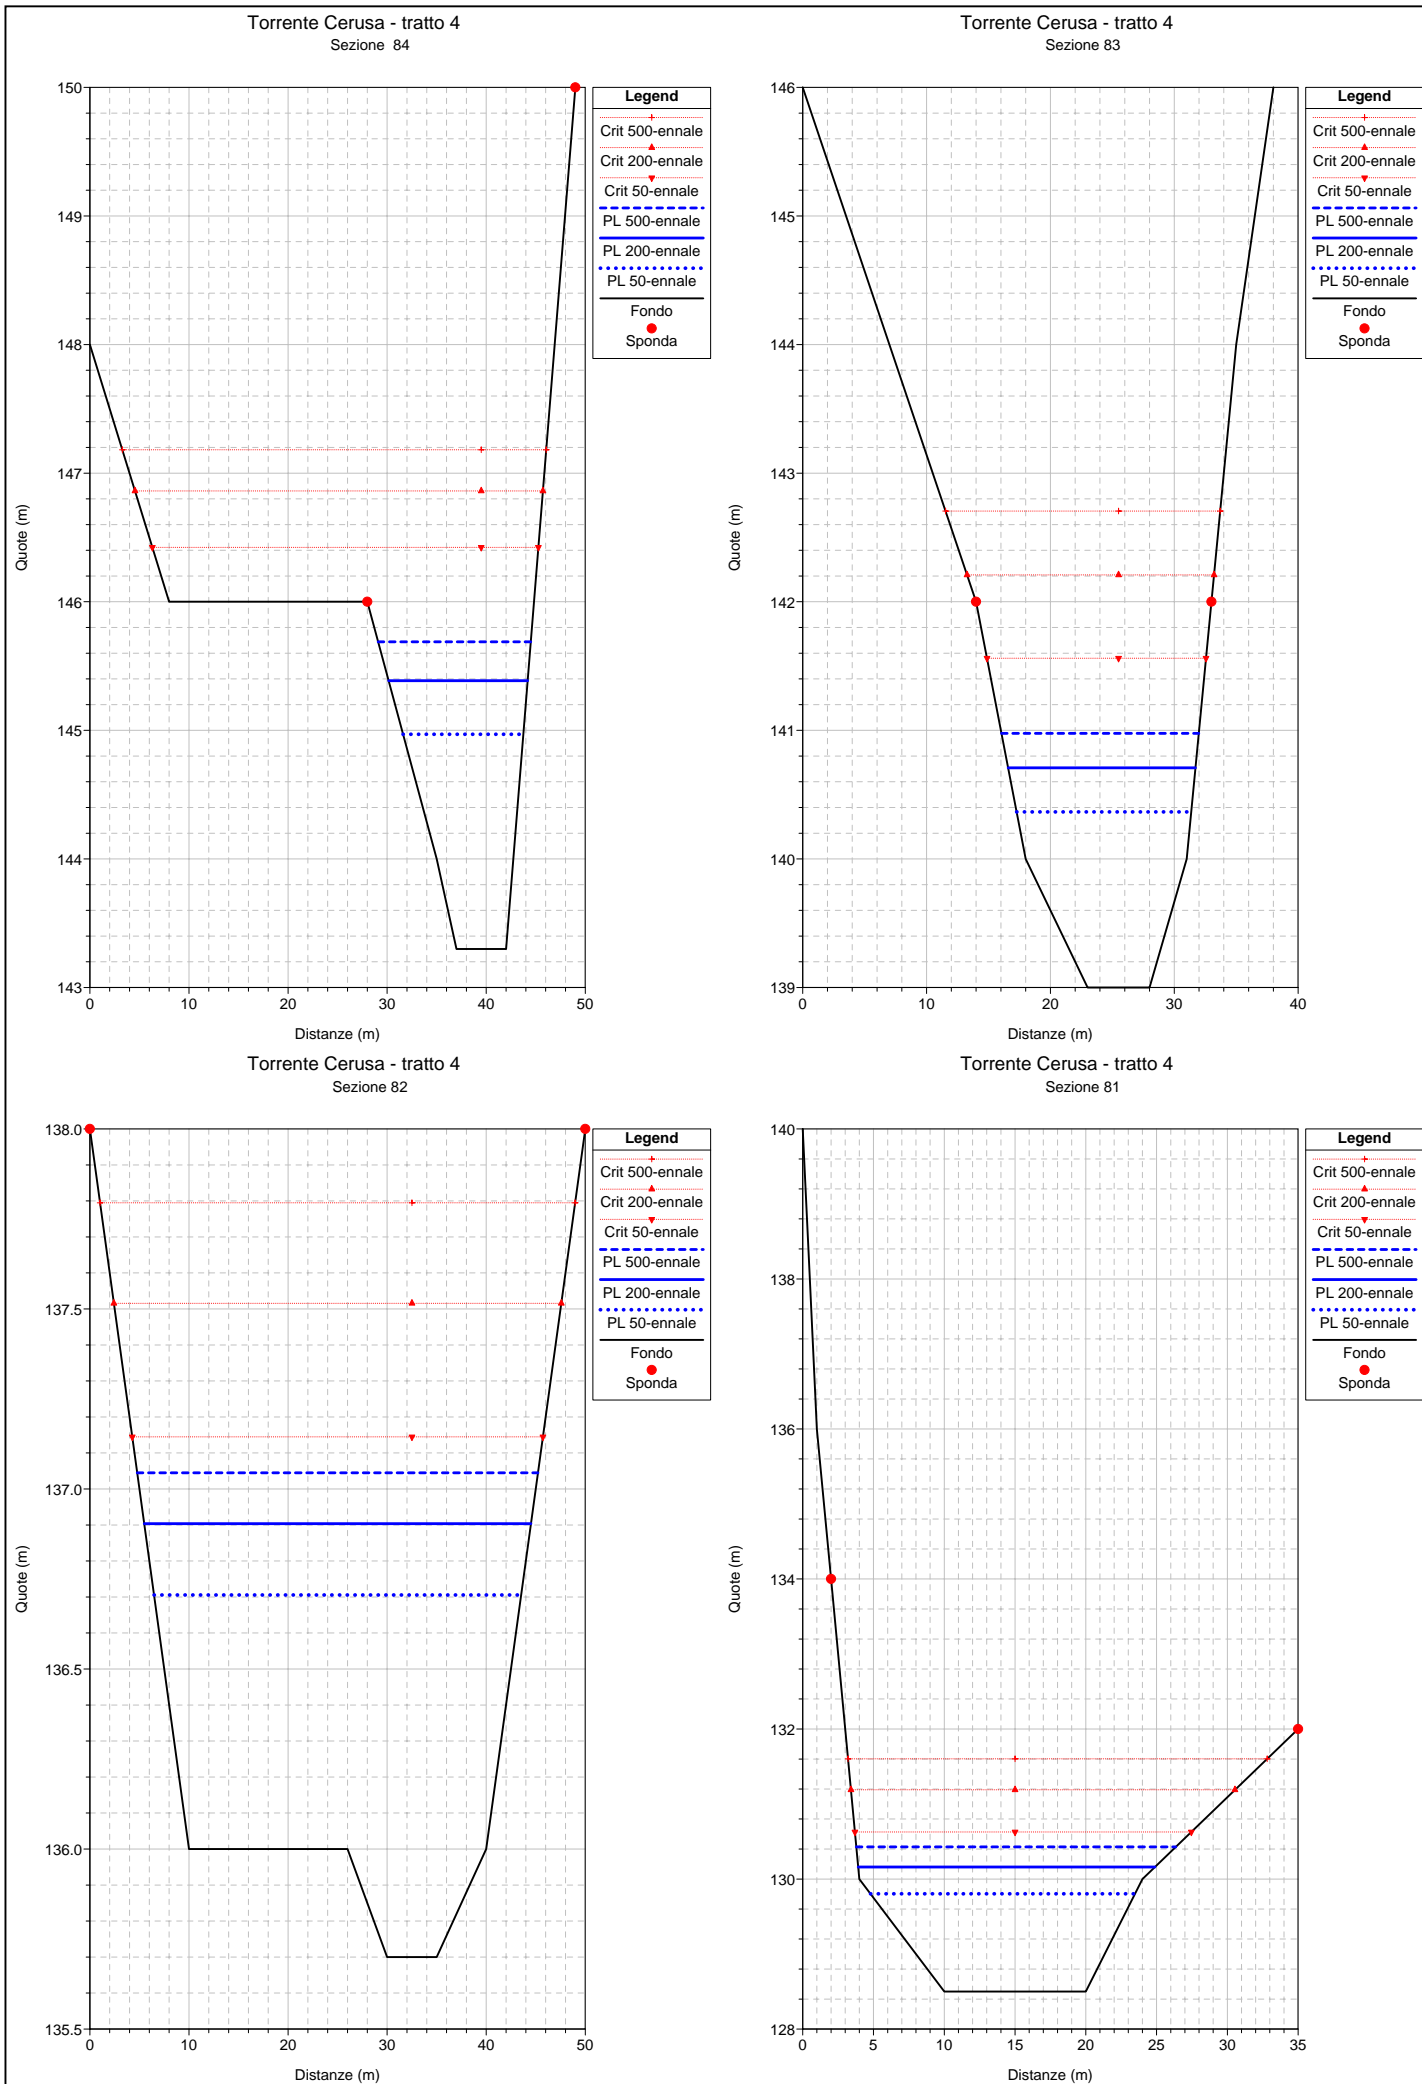 Torrente Cerusa - tratto 4
Sezione 84
150
149
148
147
146
145
144
143
0 10 20 30 40 50
Quote (m)
Distanze (m)
Legend
Crit 500-ennale
Crit 200-ennale
Crit 50-ennale
PL 500-ennale
PL 200-ennale
PL 50-ennale
Fondo
Sponda
Torrente Cerusa - tratto 4
Sezione 83
146
145
144
143
142
141
140
139
0 10 20 30 40
Quote (m)
Distanze (m)
Legend
Crit 500-ennale
Crit 200-ennale
Crit 50-ennale
PL 500-ennale
PL 200-ennale
PL 50-ennale
Fondo
Sponda
Torrente Cerusa - tratto 4
Sezione 82
138.0
137.5
137.0
136.5
136.0
135.5
0 10 20 30 40 50
Quote (m)
Distanze (m)
Legend
Crit 500-ennale
Crit 200-ennale
Crit 50-ennale
PL 500-ennale
PL 200-ennale
PL 50-ennale
Fondo
Sponda
Torrente Cerusa - tratto 4
Sezione 81
140
138
136
134
132
130
128
0 5 10 15 20 25 30 35
Quote (m)
Distanze (m)
Legend
Crit 500-ennale
Crit 200-ennale
Crit 50-ennale
PL 500-ennale
PL 200-ennale
PL 50-ennale
Fondo
Sponda